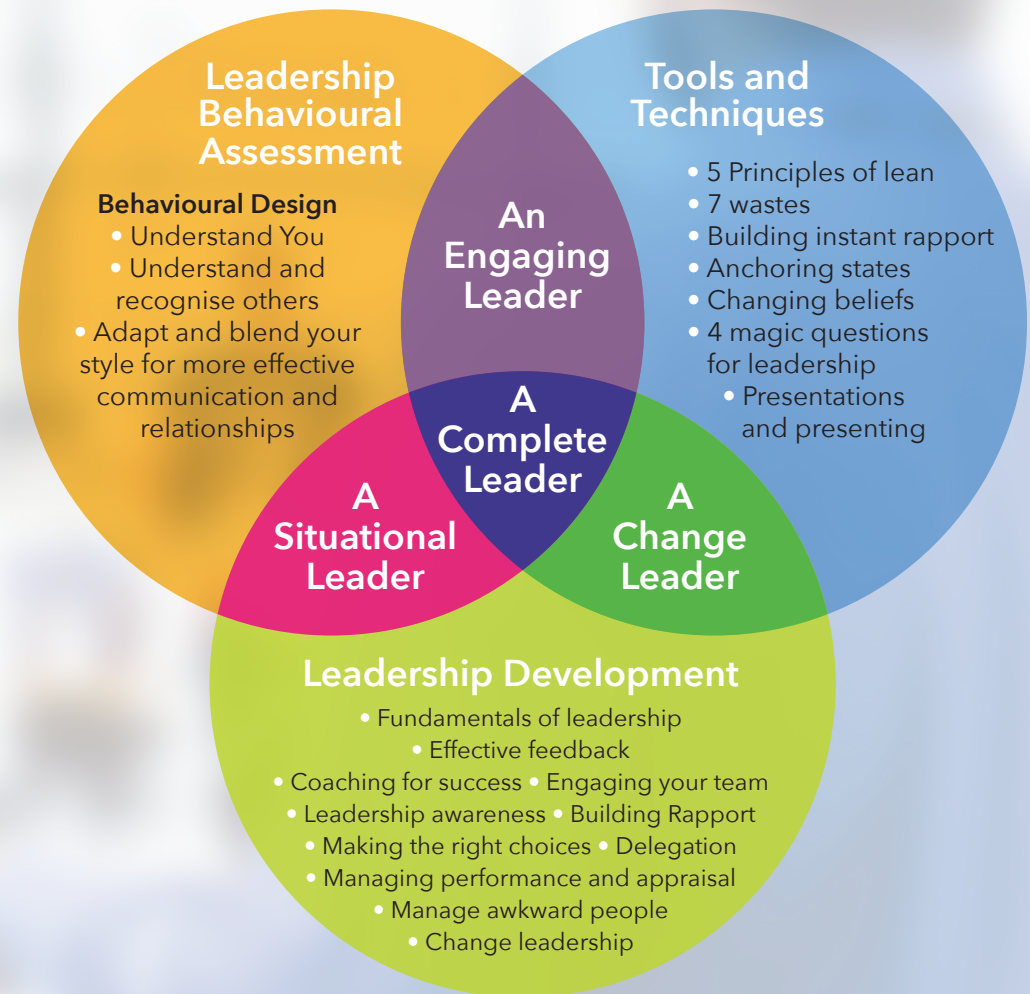 Leadership
Behavioural
Assessment
Behavioural Design
• Understand You
• Understand and
recognise others
• Adapt and blend your
style for more effective
communication and
relationships
An
Engaging
Leader
Tools and
Techniques
• 5 Principles of lean
• 7 wastes
• Building instant rapport
• Anchoring states
• Changing beliefs
• 4 magic questions
for leadership
• Presentations
and presenting
A
Complete
Leader
A
Situational
Leader
A
Change
Leader
Leadership Development
• Fundamentals of leadership
• Effective feedback
• Coaching for success • Engaging your team
• Leadership awareness • Building Rapport
• Making the right choices • Delegation
• Managing performance and appraisal
• Manage awkward people
• Change leadership